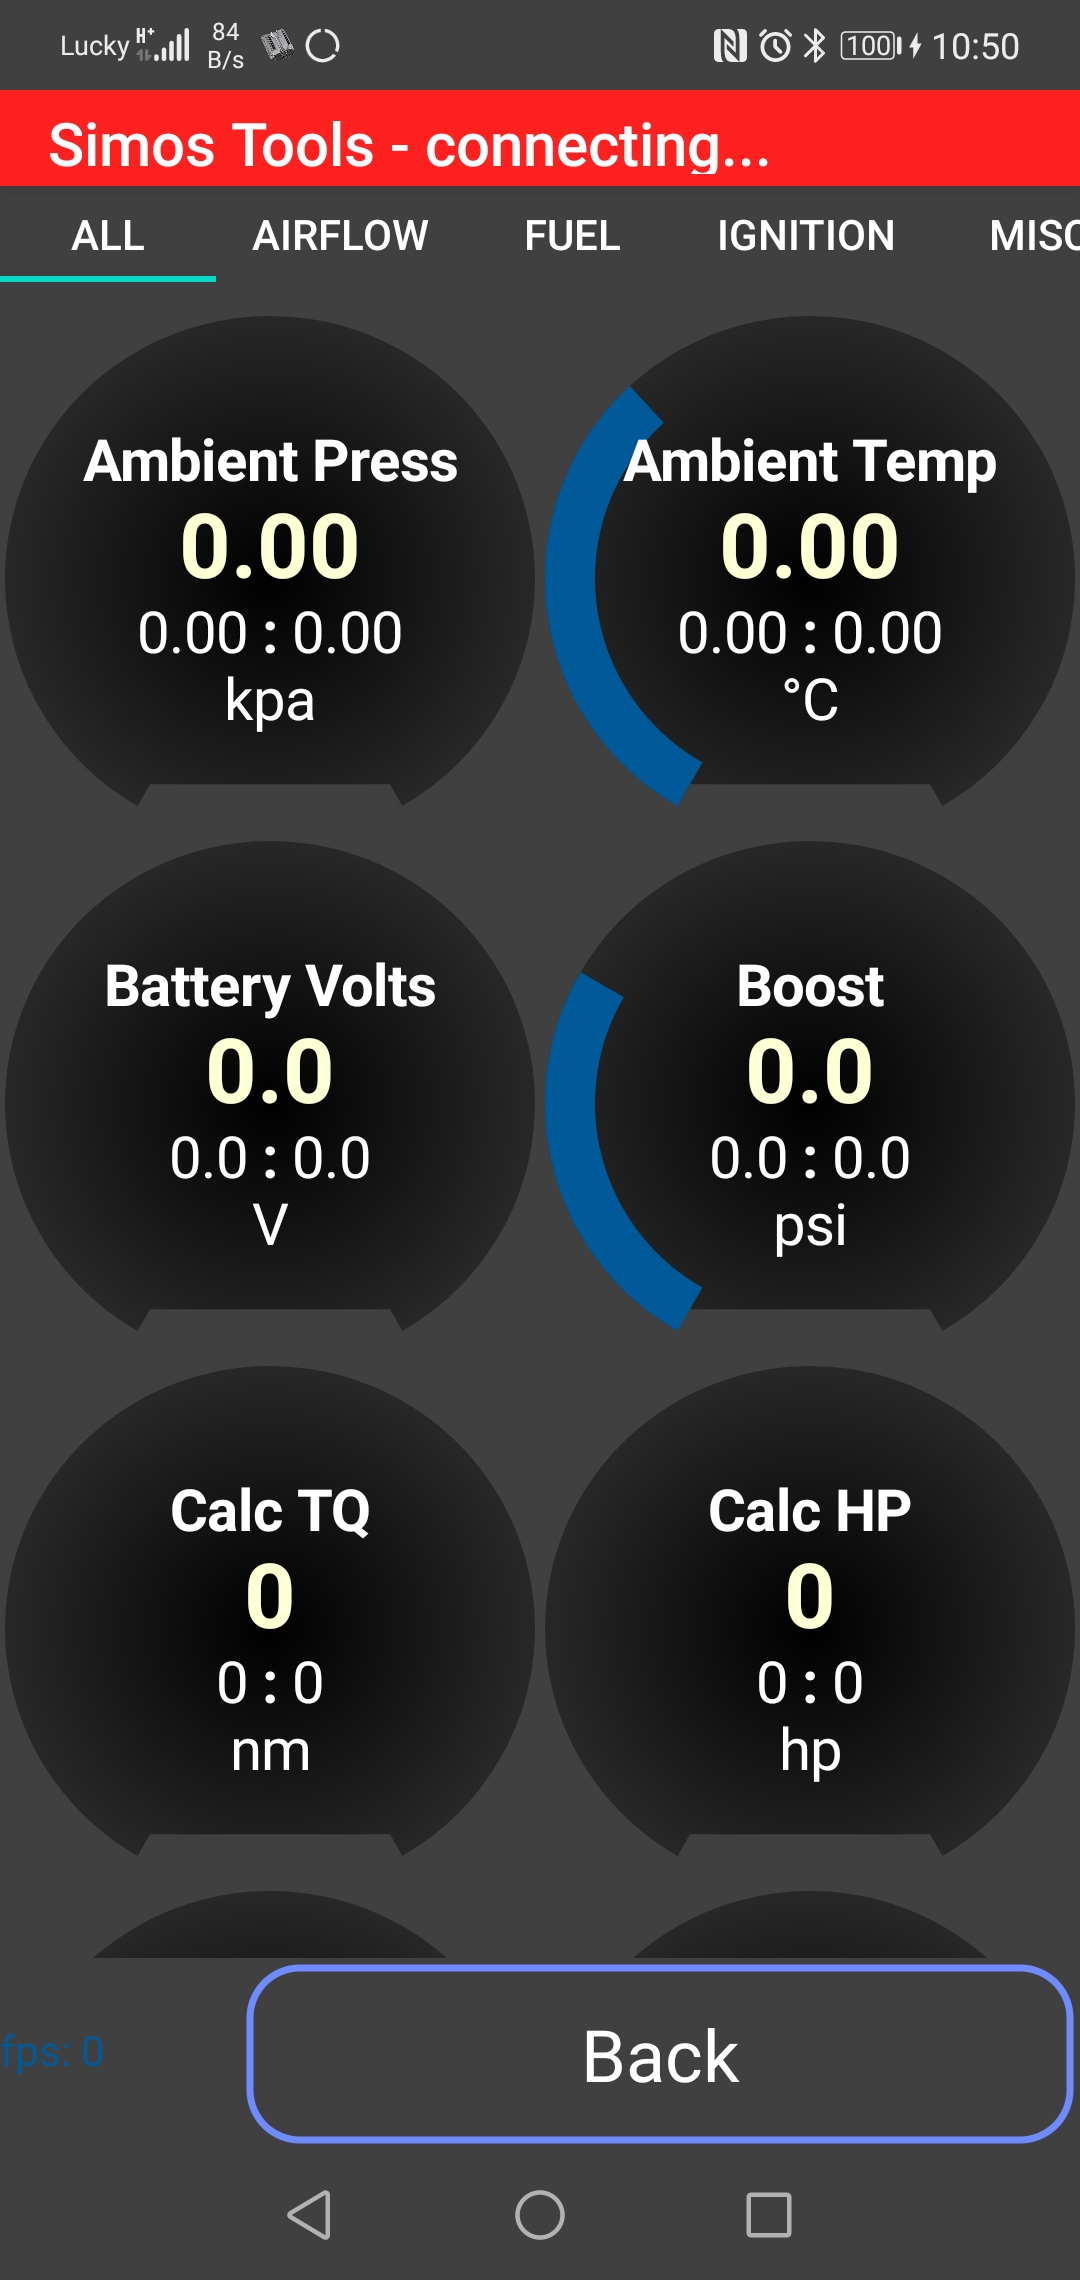 Lucky H+ 84 B/s 100 10:50
Simos Tools - connecting...
ALL AIRFLOW FUEL IGNITION MISC
Ambient Press
0.00
0.00 : 0.00
kpa
Ambient Temp
0.00
0.00 : 0.00
°C
Battery Volts
0.0
0.0 : 0.0
V
Boost
0.0
0.0 : 0.0
psi
Calc TQ
0
0 : 0
nm
Calc HP
0
0 : 0
hp
fps: 0
Back